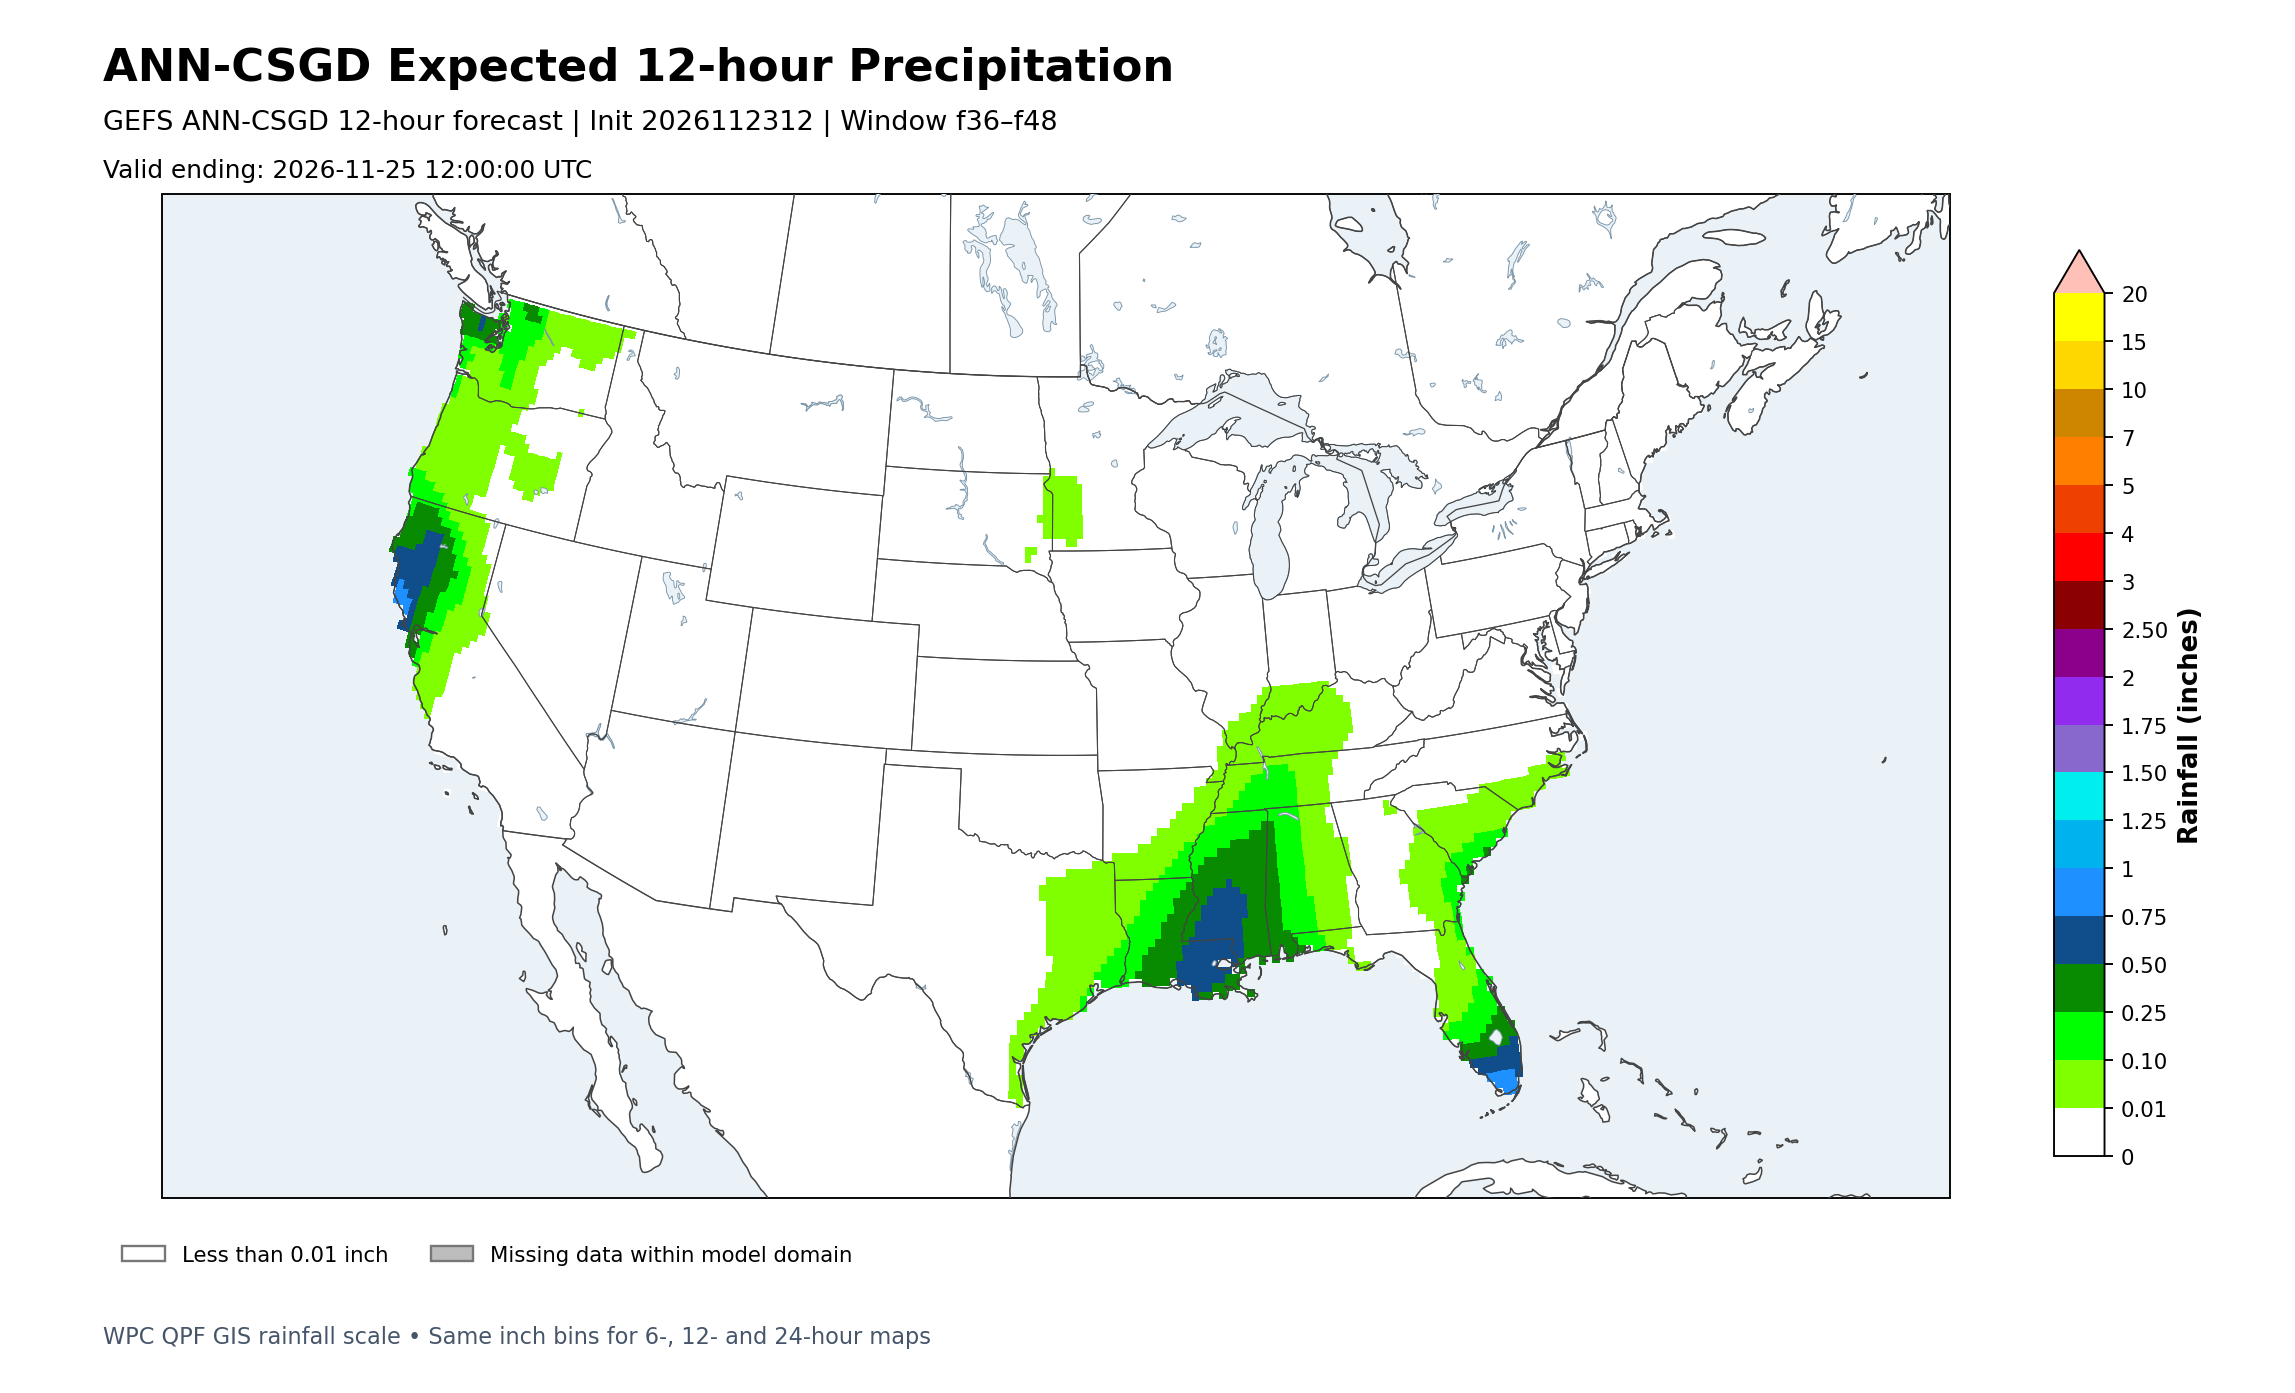 ANN-CSGD Expected 12-hour Precipitation
GEFS ANN-CSGD 12-hour forecast | Init 2026112312 | Window f36–f48
Valid ending: 2026-11-25 12:00:00 UTC
20
15
10
7
5
4
3
2.50
2
1.75
1.50
1.25
1
0.75
0.50
0.25
0.10
0.01
0
Rainfall (inches)
Less than 0.01 inch
Missing data within model domain
WPC QPF GIS rainfall scale • Same inch bins for 6-, 12- and 24-hour maps